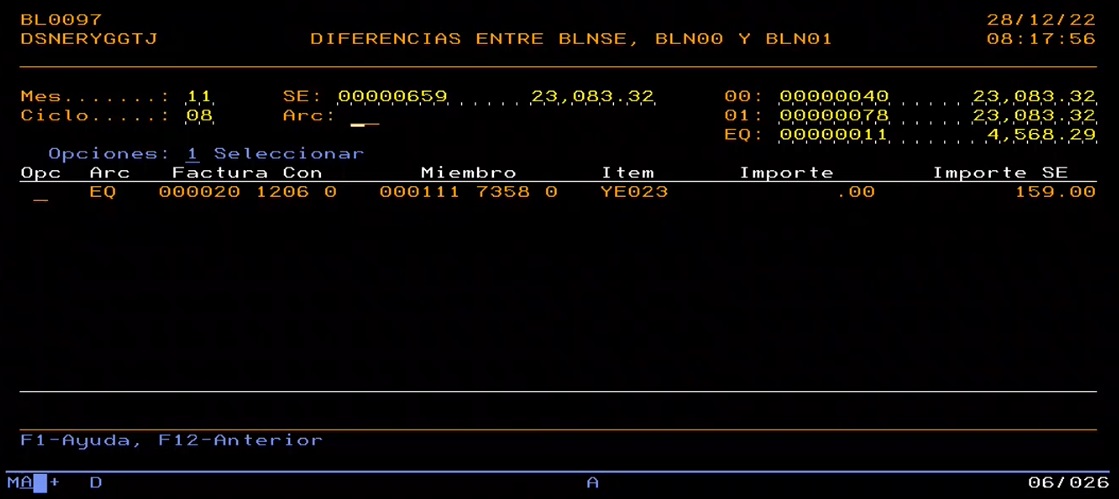 BL0097 28/12/22
DSNERYGGTJ DIFERENCIAS ENTRE BLNSE, BLN00 Y BLN01 08:17:56
Mes.......: 11 SE: 00000659 23,083.32 00: 00000040 23,083.32
Ciclo.....: 08 Arc: 01: 00000078 23,083.32
EQ: 00000011 4,568.29
Opciones: 1 Seleccionar
Opc Arc Factura Con Miembro Item Importe Importe SE
_ EQ 000020 1206 0 000111 7358 0 YE023 .00 159.00
F1-Ayuda, F12-Anterior
MA + D A 06/026